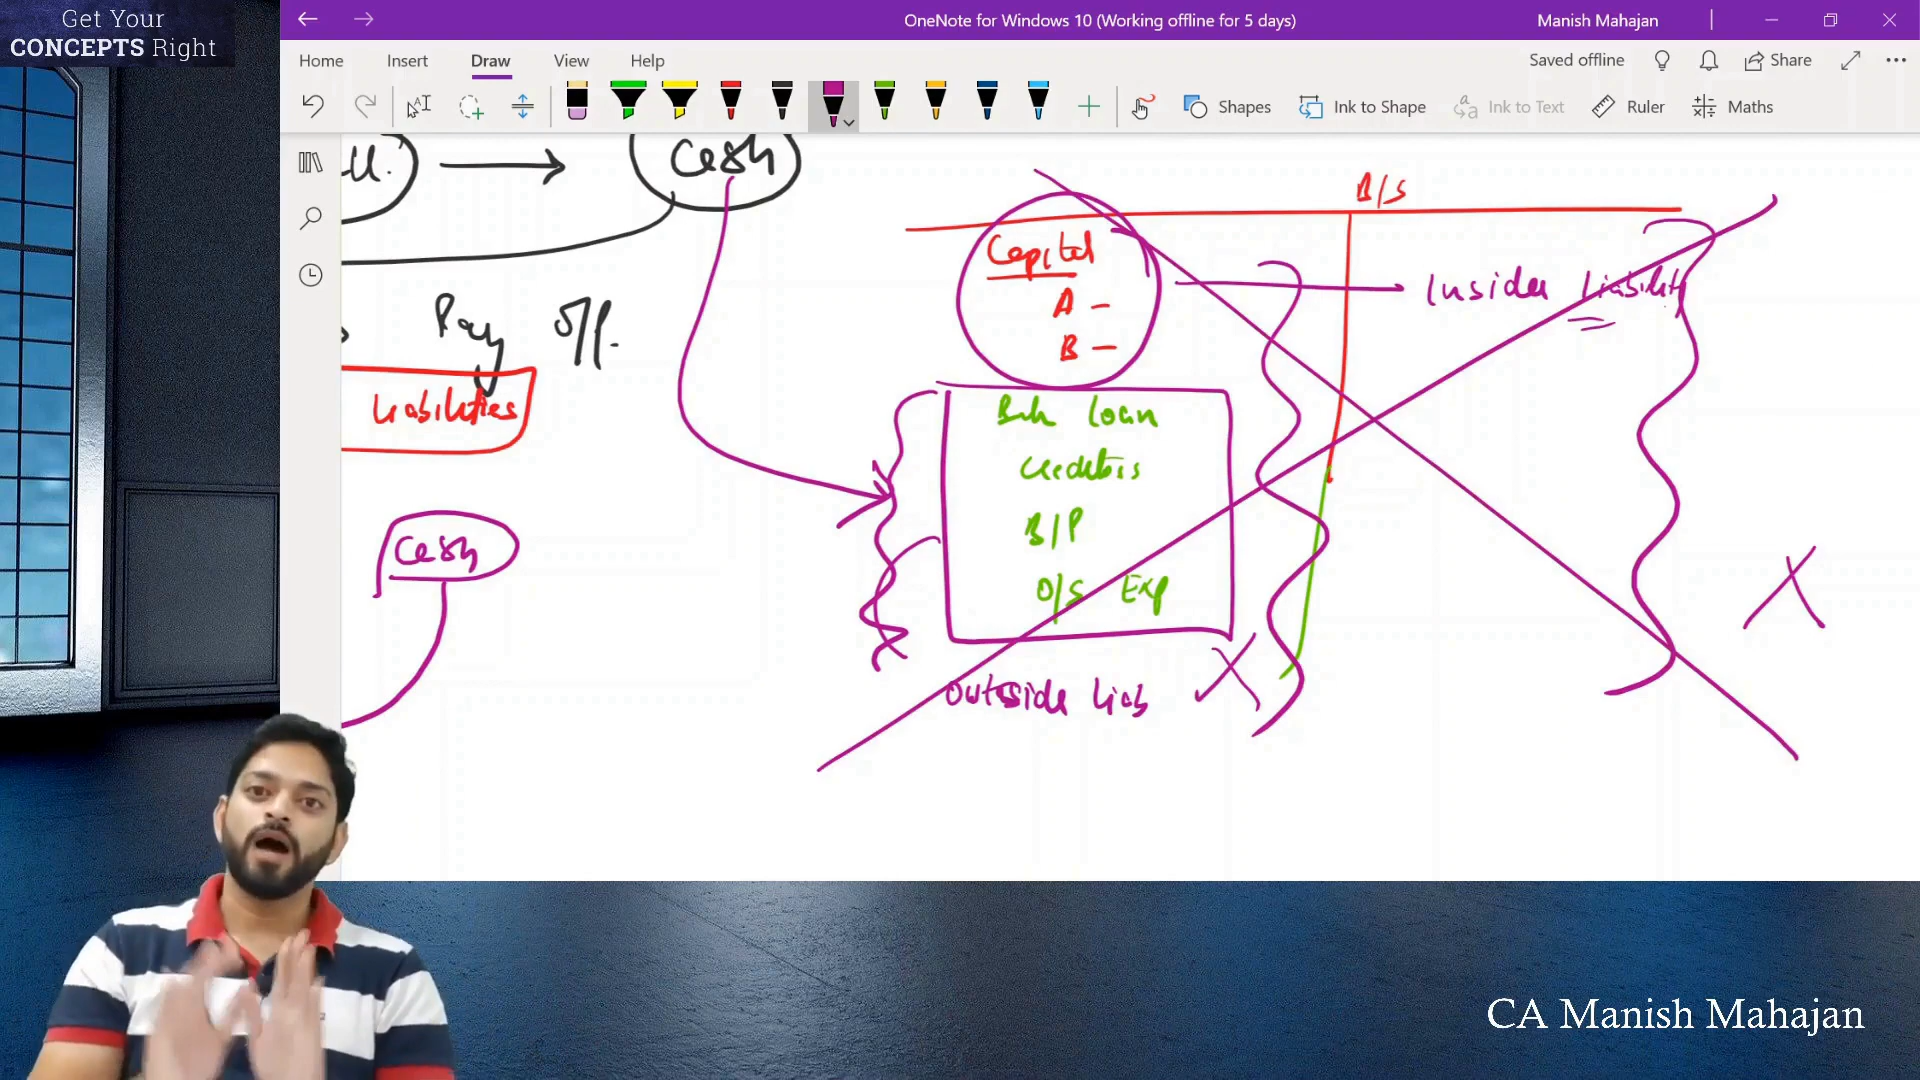 Get Your
CONCEPTS Right
OneNote for Windows 10 (Working offline for 5 days)
Manish Mahajan
Home
Insert
Draw
View
Help
Saved offline
Share
Shapes
Ink to Shape
Ink to Text
Ruler
Maths
Cash
B/S
Capital
A -
B -
Insider Liability
Pay off.
Liabilities
Bnk loan
Creditors
B/P
O/S Exp
Cash
Outside Liab
CA Manish Mahajan